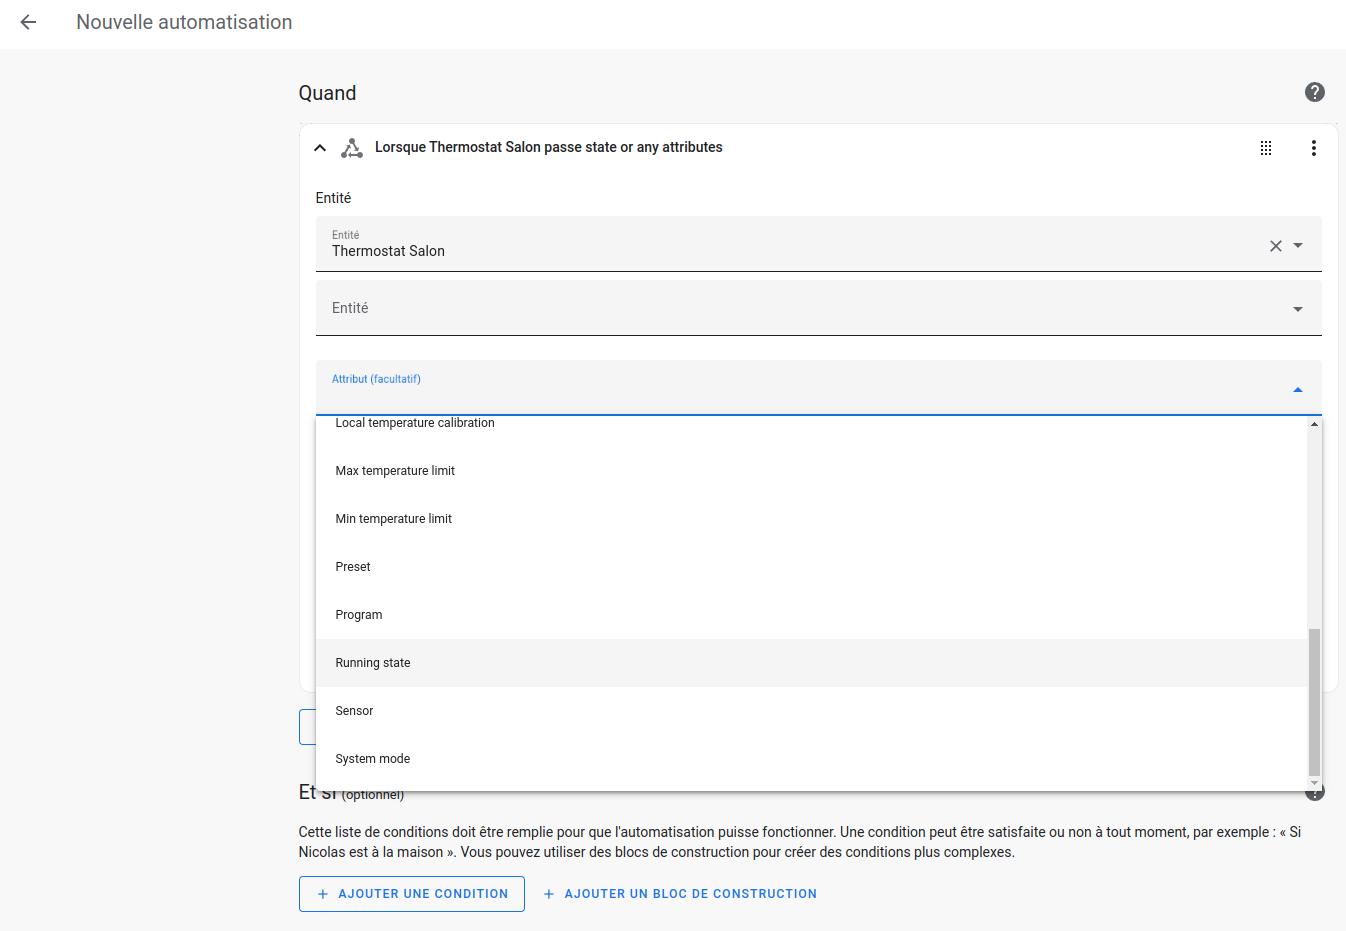 Nouvelle automatisation
Quand
Lorsque Thermostat Salon passe state or any attributes
Entité
Entité
Thermostat Salon
Entité
Attribut (facultatif)
Local temperature calibration
Max temperature limit
Min temperature limit
Preset
Program
Running state
Sensor
System mode
Et si (optionnel)
Cette liste de conditions doit être remplie pour que l'automatisation puisse fonctionner. Une condition peut être satisfaite ou non à tout moment, par exemple : « Si
Nicolas est à la maison ». Vous pouvez utiliser des blocs de construction pour créer des conditions plus complexes.
+ AJOUTER UNE CONDITION + AJOUTER UN BLOC DE CONSTRUCTION